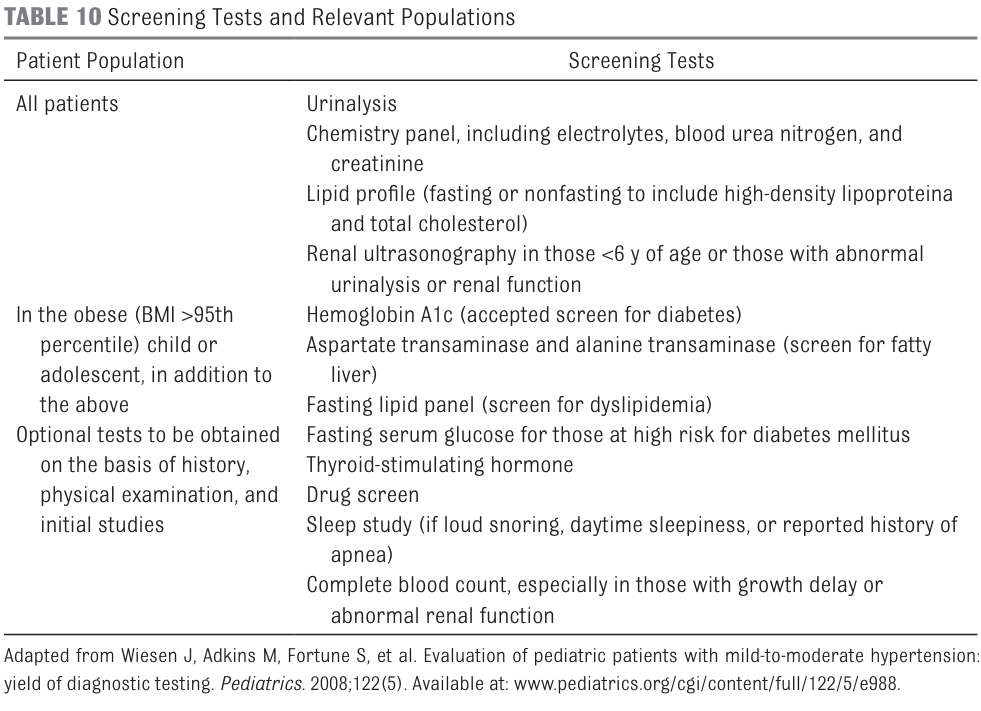 TABLE 10 Screening Tests and Relevant Populations
Patient Population Screening Tests
All patients Urinalysis
Chemistry panel, including electrolytes, blood urea nitrogen, and
creatinine
Lipid profile (fasting or nonfasting to include high-density lipoproteina
and total cholesterol)
Renal ultrasonography in those <6 y of age or those with abnormal
urinalysis or renal function
In the obese (BMI >95th Hemoglobin A1c (accepted screen for diabetes)
percentile) child or Aspartate transaminase and alanine transaminase (screen for fatty
adolescent, in addition to liver)
the above Fasting lipid panel (screen for dyslipidemia)
Optional tests to be obtained Fasting serum glucose for those at high risk for diabetes mellitus
on the basis of history, Thyroid-stimulating hormone
physical examination, and Drug screen
initial studies Sleep study (if loud snoring, daytime sleepiness, or reported history of
apnea)
Complete blood count, especially in those with growth delay or
abnormal renal function
Adapted from Wiesen J, Adkins M, Fortune S, et al. Evaluation of pediatric patients with mild-to-moderate hypertension:
yield of diagnostic testing. Pediatrics. 2008;122(5). Available at: www.pediatrics.org/cgi/content/full/122/5/e988.